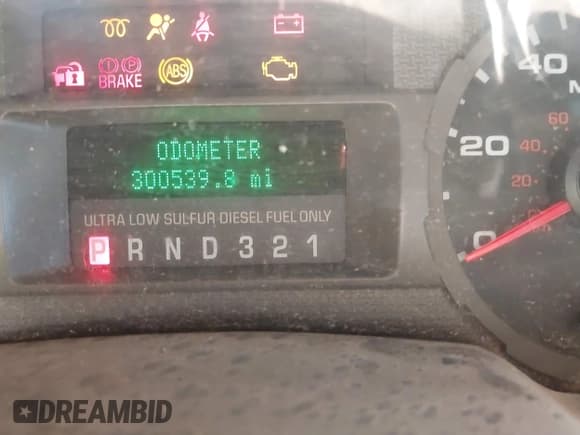 BRAKE
ABS
ODOMETER
300539.8 mi
ULTRA LOW SULFUR DIESEL FUEL ONLY
P R N D 3 2 1
40
20
0
60
40
20
DREAMBID